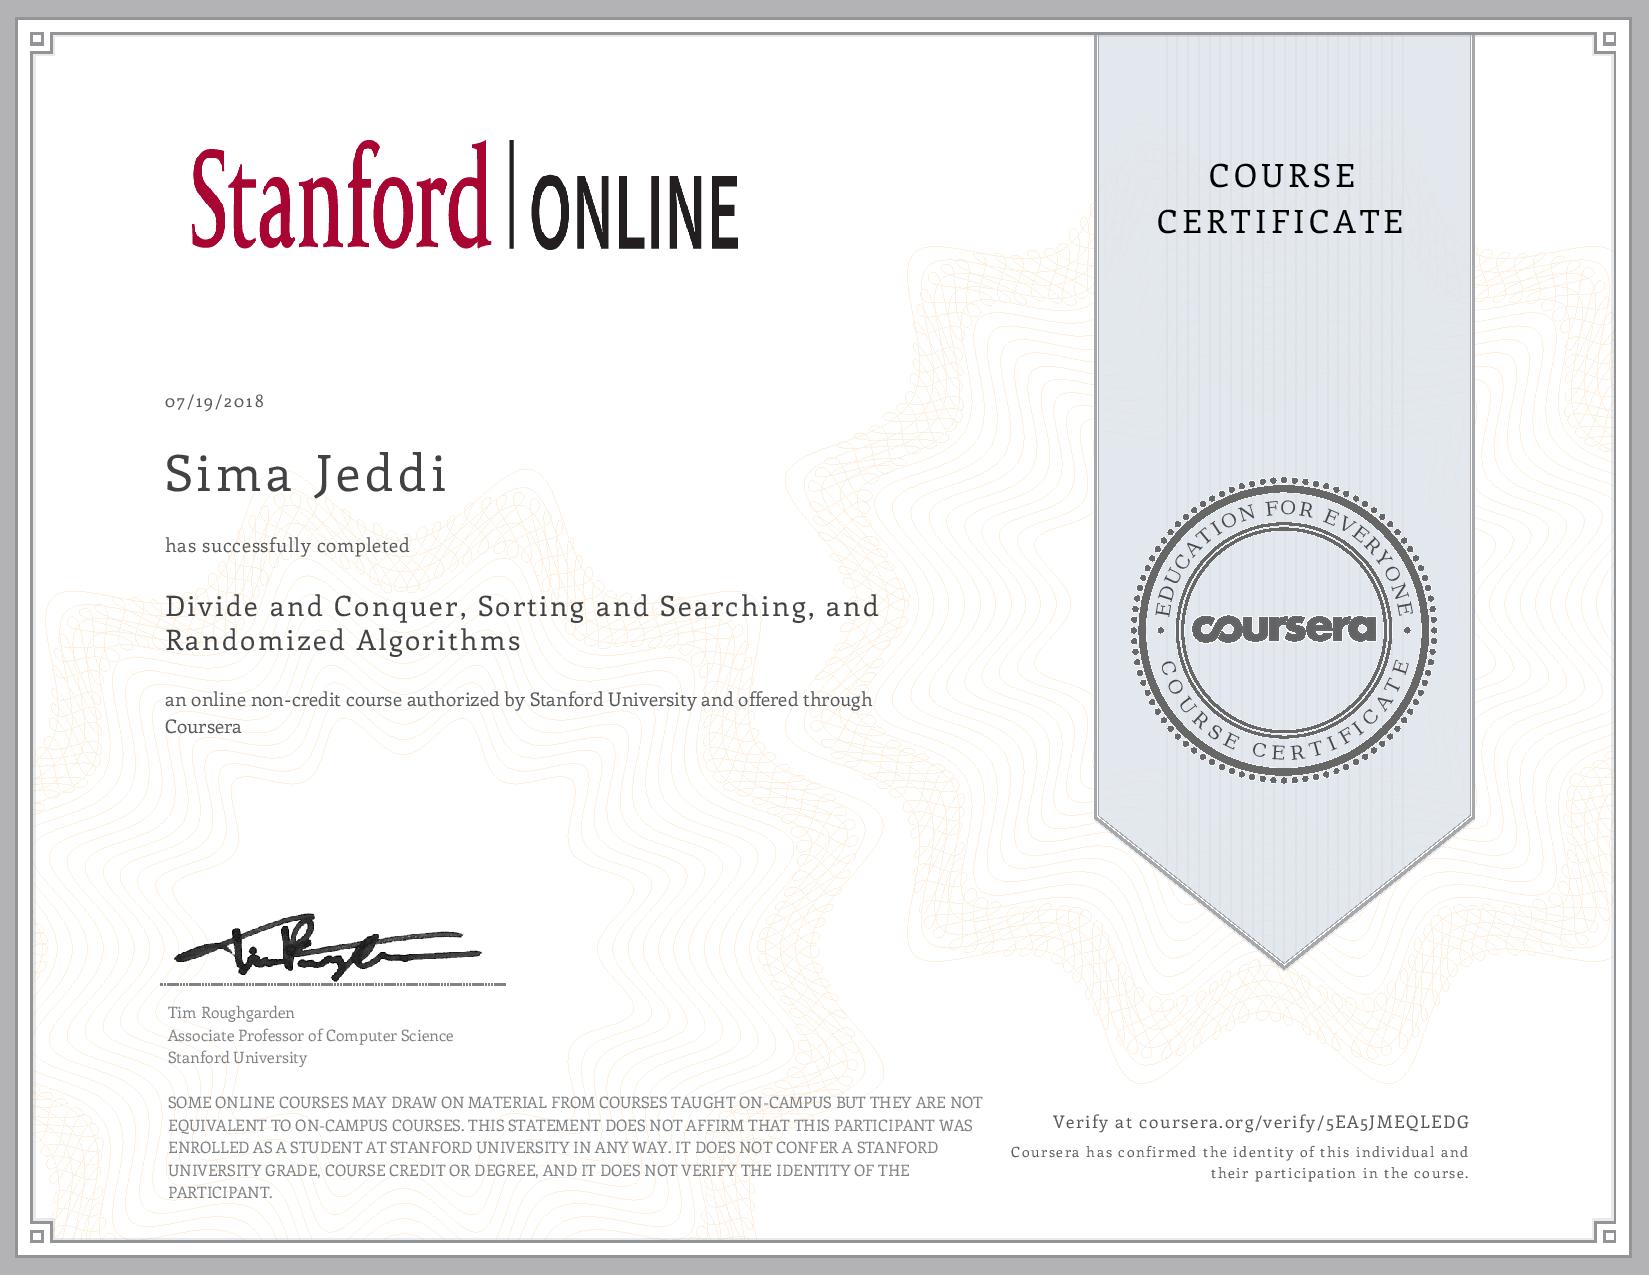 Stanford | ONLINE
COURSE
CERTIFICATE
07/19/2018
Sima Jeddi
has successfully completed
Divide and Conquer, Sorting and Searching, and
Randomized Algorithms
an online non-credit course authorized by Stanford University and offered through
Coursera
EDUCATION FOR EVERYONE
coursera
COURSE CERTIFICATE
Tim Roughgarden
Associate Professor of Computer Science
Stanford University
SOME ONLINE COURSES MAY DRAW ON MATERIAL FROM COURSES TAUGHT ON-CAMPUS BUT THEY ARE NOT
EQUIVALENT TO ON-CAMPUS COURSES. THIS STATEMENT DOES NOT AFFIRM THAT THIS PARTICIPANT WAS
ENROLLED AS A STUDENT AT STANFORD UNIVERSITY IN ANY WAY. IT DOES NOT CONFER A STANFORD
UNIVERSITY GRADE, COURSE CREDIT OR DEGREE, AND IT DOES NOT VERIFY THE IDENTITY OF THE
PARTICIPANT.
Verify at coursera.org/verify/5EA5JMEQLEDG
Coursera has confirmed the identity of this individual and
their participation in the course.